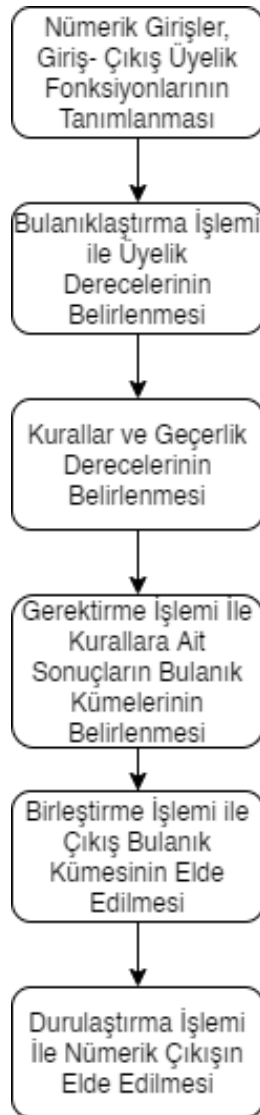 Nümerik Girişler,
Giriş- Çıkış Üyelik
Fonksiyonlarının
Tanımlanması
Bulanıklaştırma İşlemi
ile Üyelik
Derecelerinin
Belirlenmesi
Kurallar ve Geçerlik
Derecelerinin
Belirlenmesi
Gerektirme İşlemi İle
Kurallara Ait
Sonuçların Bulanık
Kümelerinin
Belirlenmesi
Birleştirme İşlemi ile
Çıkış Bulanık
Kümesinin Elde
Edilmesi
Durulaştırma İşlemi
İle Nümerik Çıkışın
Elde Edilmesi